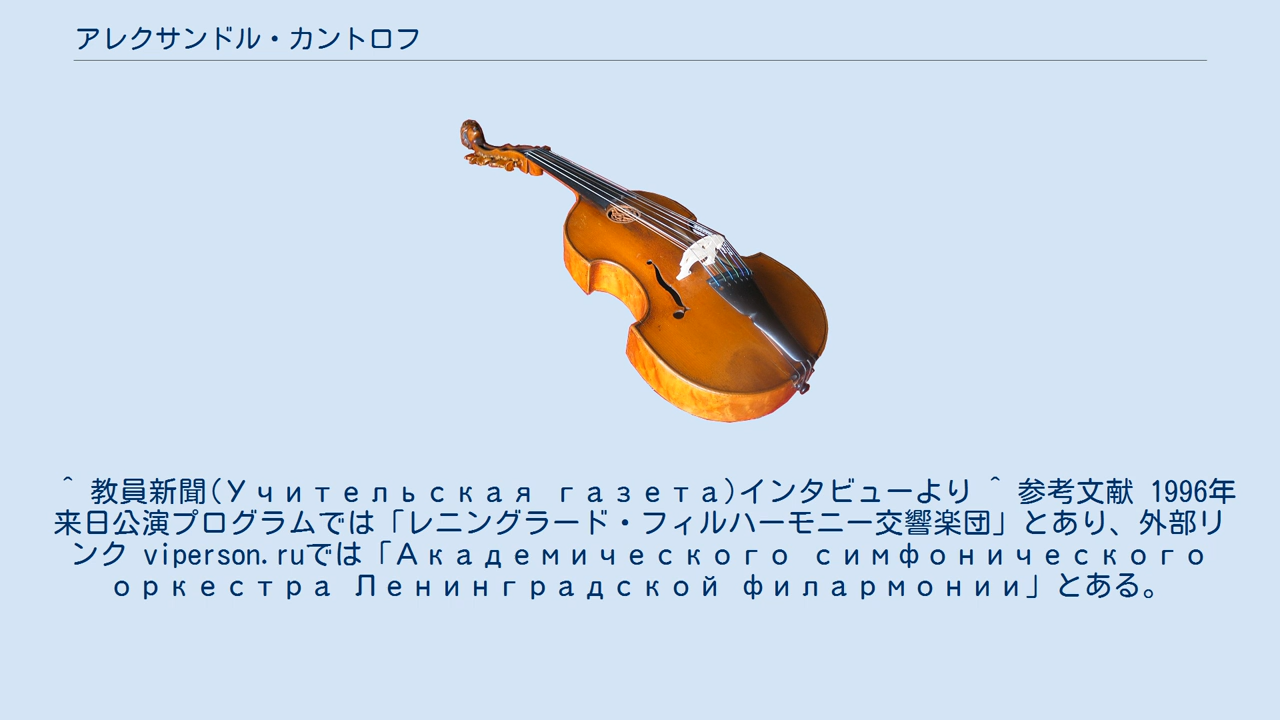 アレクサンドル・カントロフ
^ 教員新聞(Учительская газета)インタビューより ^ 参考文献 1996年
来日公演プログラムでは「レニングラード・フィルハーモニー交響楽団」とあり、外部リ
ンク viperson.ruでは「Академического симфонического
оркестра Ленинградской филармонии」とある。